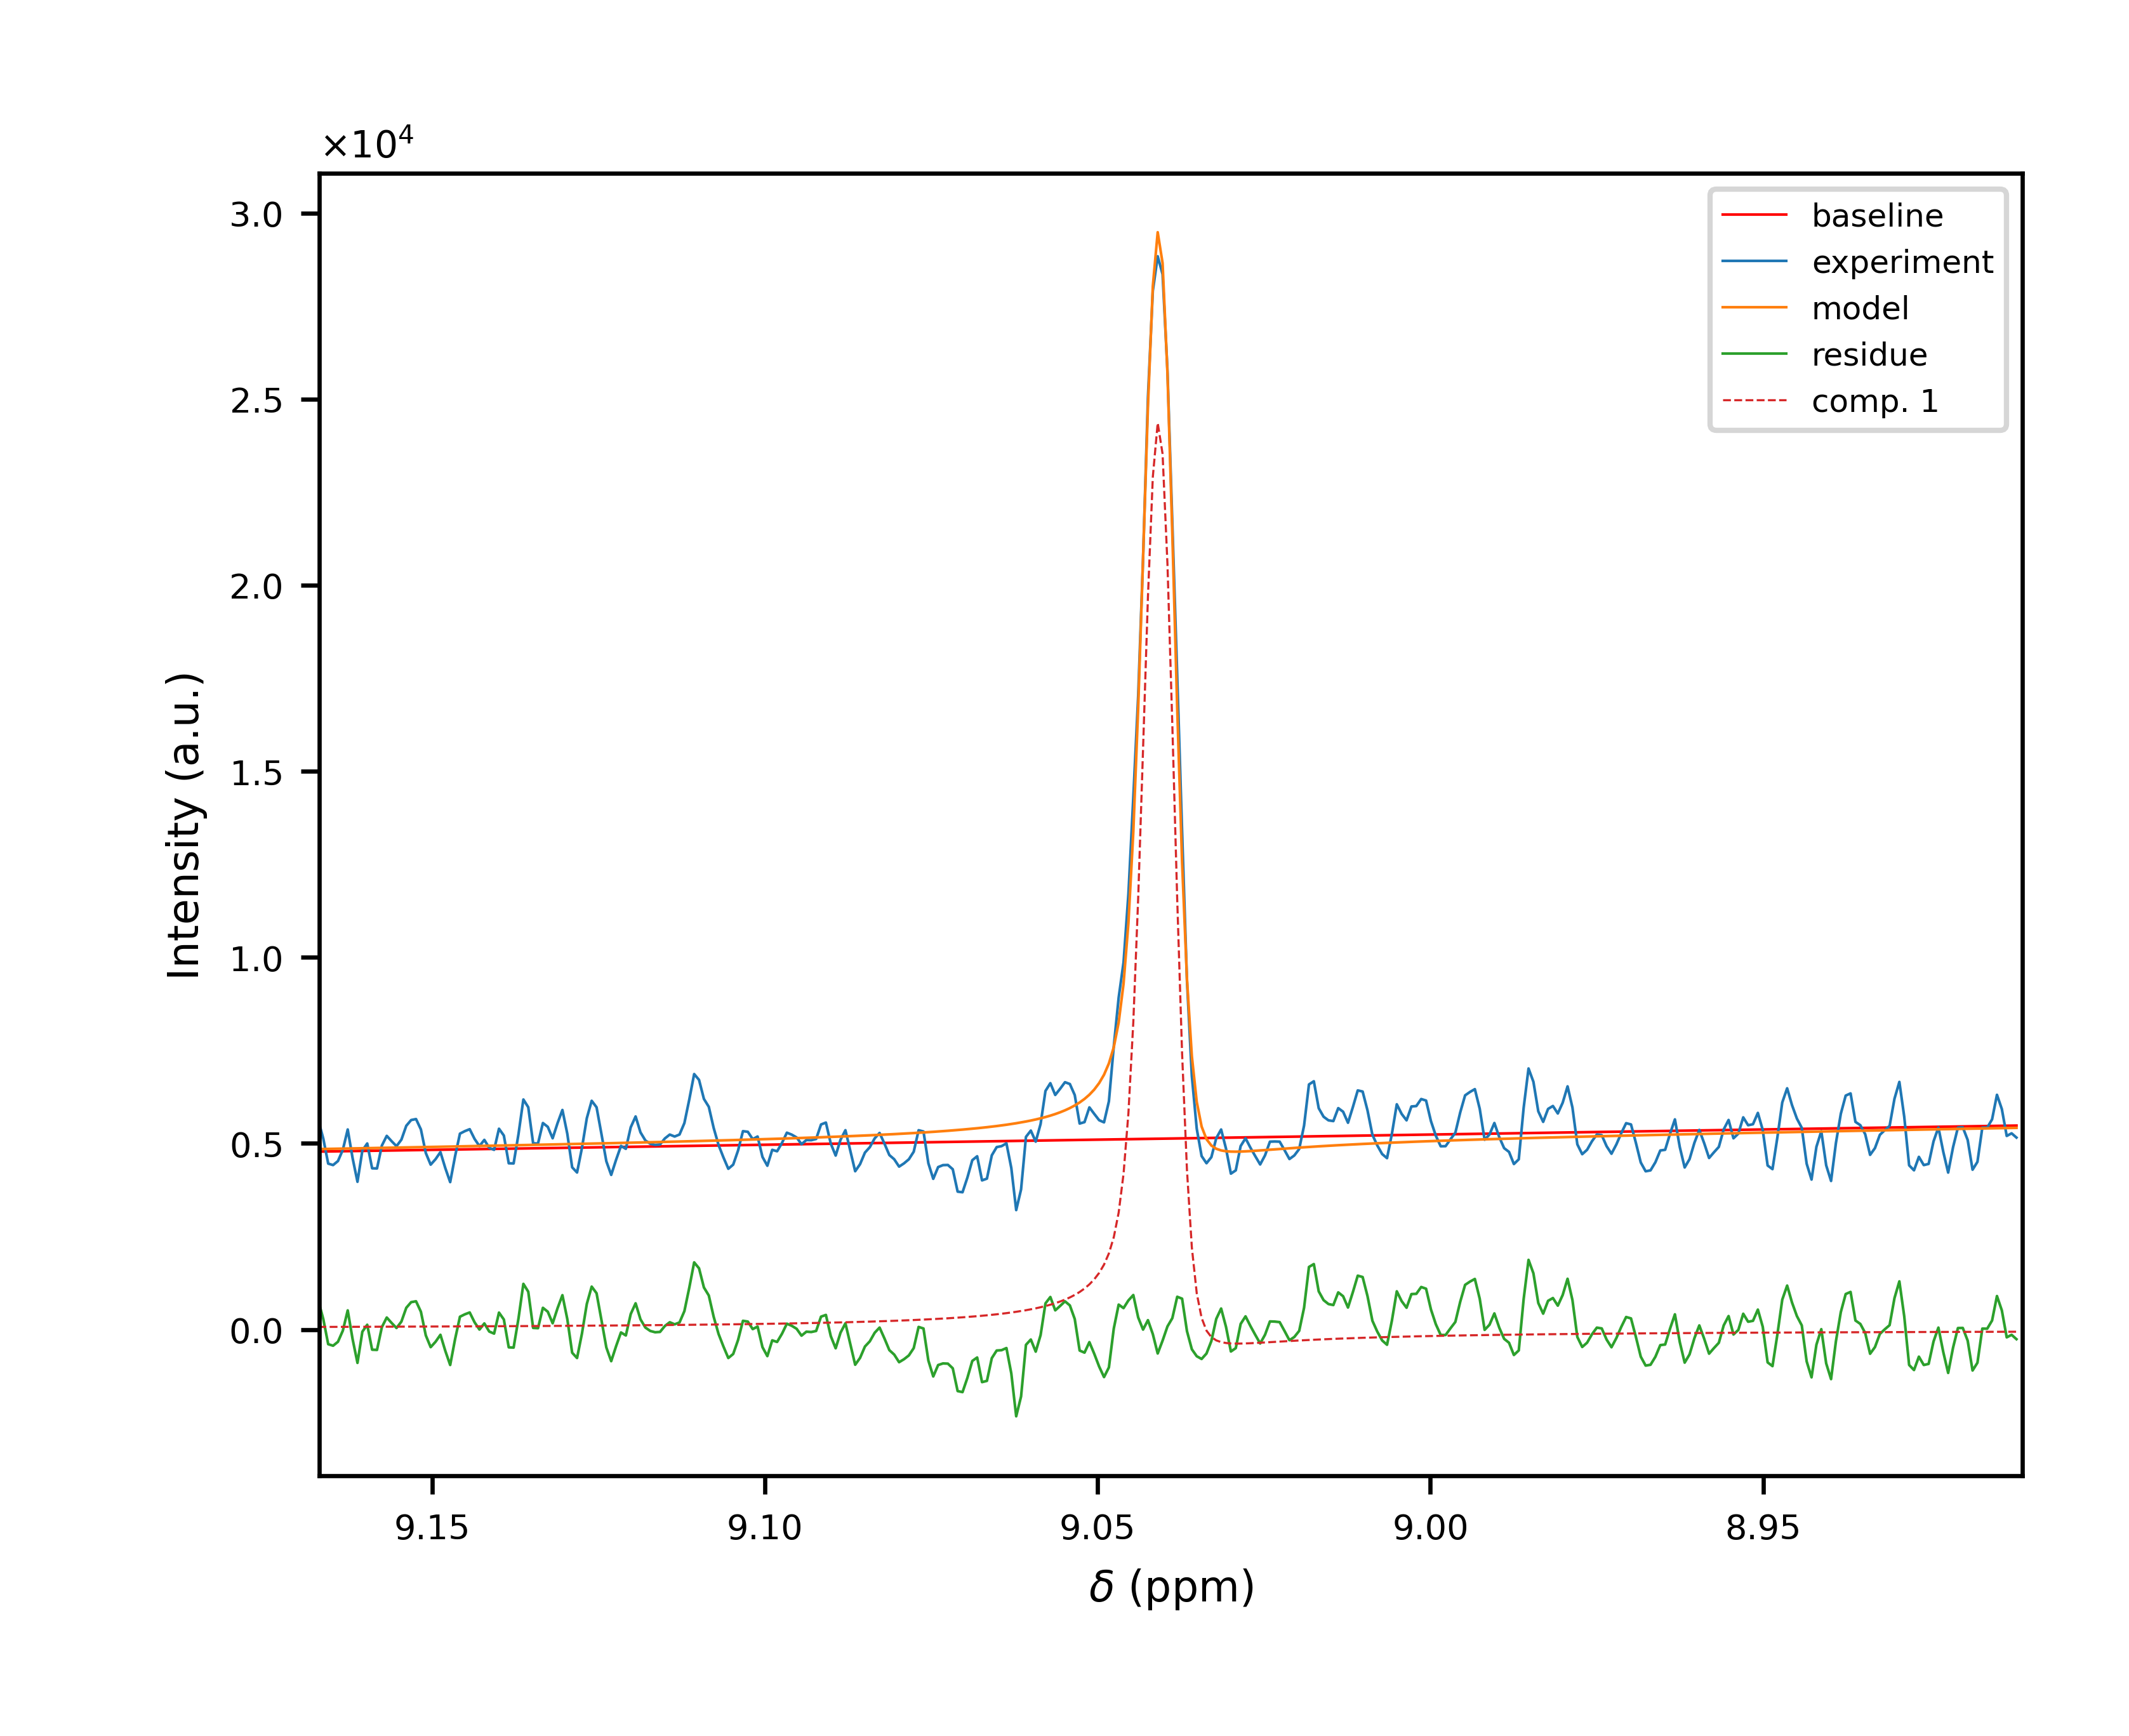 ×10⁴
3.0
2.5
2.0
1.5
1.0
0.5
0.0
Intensity (a.u.)
baseline
experiment
model
residue
comp. 1
9.15 9.10 9.05 9.00 8.95
δ (ppm)